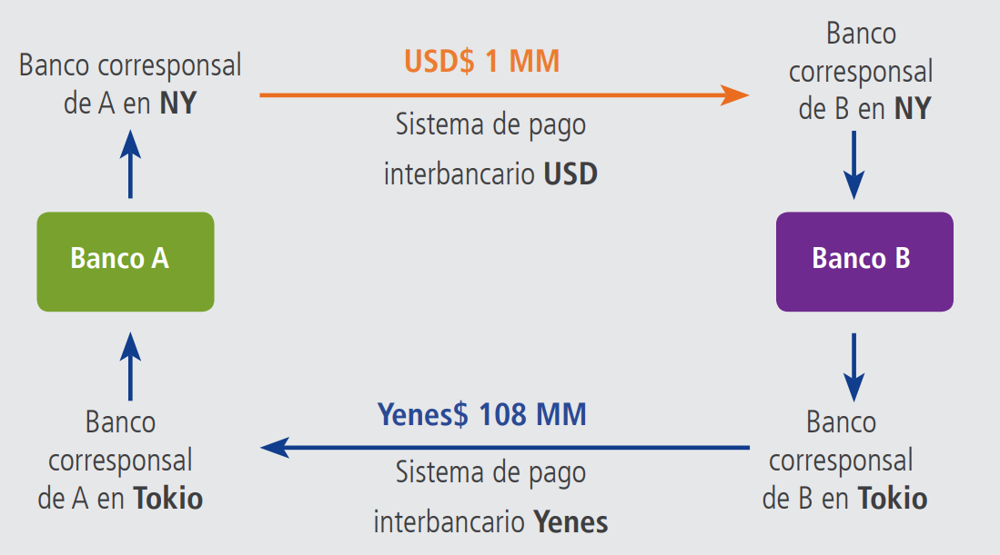 Banco corresponsal
de A en NY
USD$ 1 MM
Sistema de pago
interbancario USD
Banco
corresponsal
de B en NY
Banco A
Banco B
Banco
corresponsal
de A en Tokio
Yenes$ 108 MM
Sistema de pago
interbancario Yenes
Banco
corresponsal
de B en Tokio